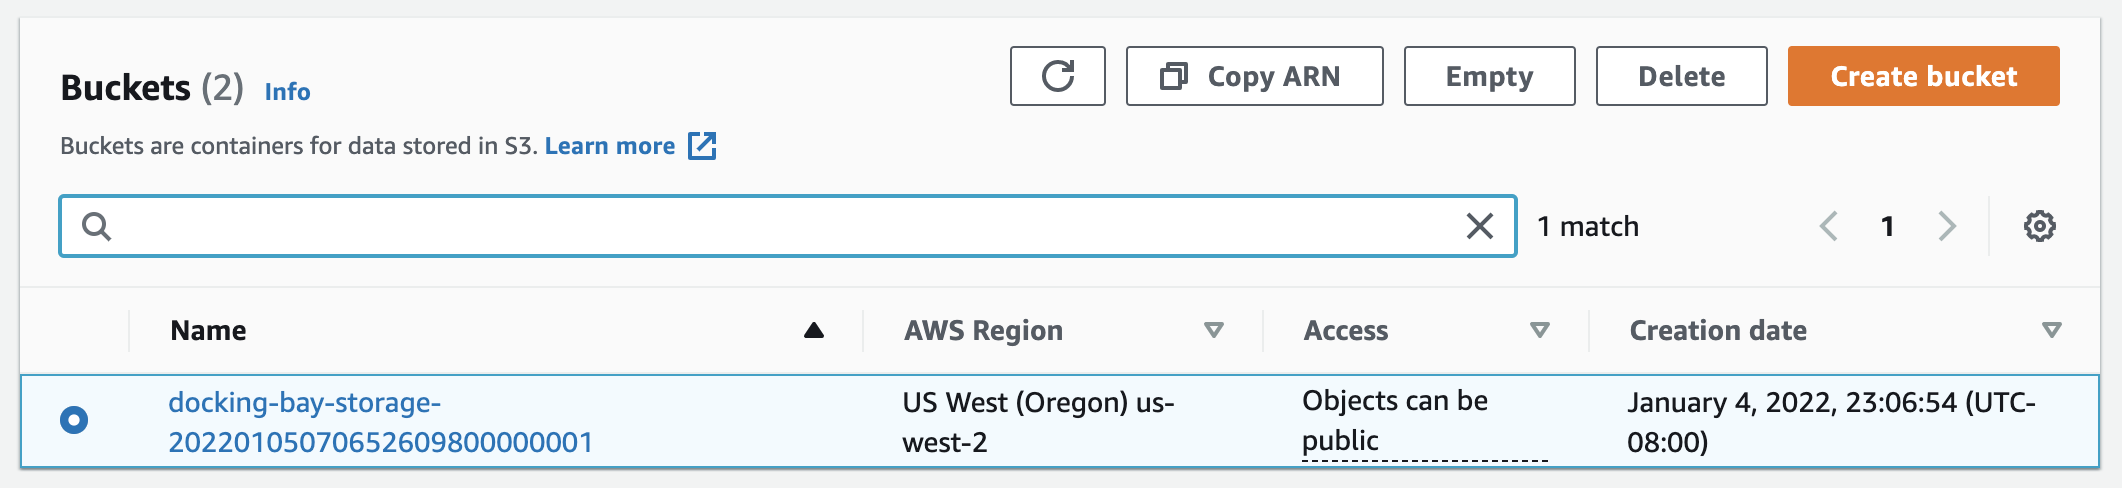 Buckets (2) Info
Copy ARN
Empty
Delete
Create bucket
Buckets are containers for data stored in S3. Learn more
1 match
1
Name
AWS Region
Access
Creation date
docking-bay-storage-
20220105070652609800000001
US West (Oregon) us-
west-2
Objects can be
public
January 4, 2022, 23:06:54 (UTC-
08:00)